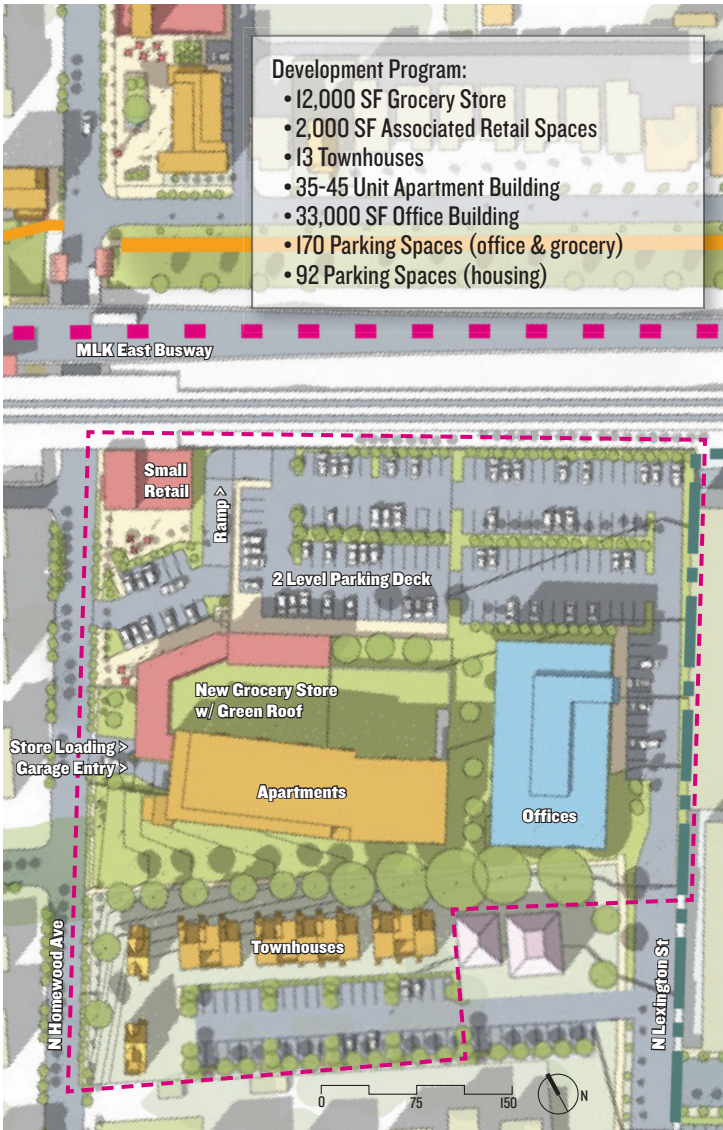 Development Program:
• 12,000 SF Grocery Store
• 2,000 SF Associated Retail Spaces
• 13 Townhouses
• 35-45 Unit Apartment Building
• 33,000 SF Office Building
• 170 Parking Spaces (office & grocery)
• 92 Parking Spaces (housing)
MLK East Busway
Small
Retail
Ramp >
2 Level Parking Deck
New Grocery Store
w/ Green Roof
Store Loading >
Garage Entry >
Apartments
Offices
Townhouses
N Homewood Ave
N Lexington St
0 75 150
N